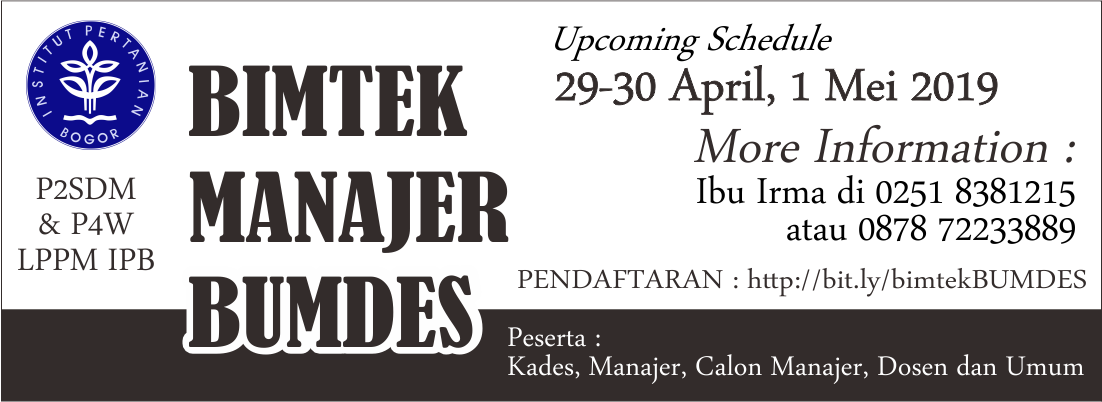 INSTITUT PERTANIAN
BOGOR
P2SDM
& P4W
LPPM IPB
BIMTEK
MANAJER
BUMDES
Upcoming Schedule
29-30 April, 1 Mei 2019
More Information :
Ibu Irma di 0251 8381215
atau 0878 72233889
PENDAFTARAN : http://bit.ly/bimtekBUMDES
Peserta :
Kades, Manajer, Calon Manajer, Dosen dan Umum